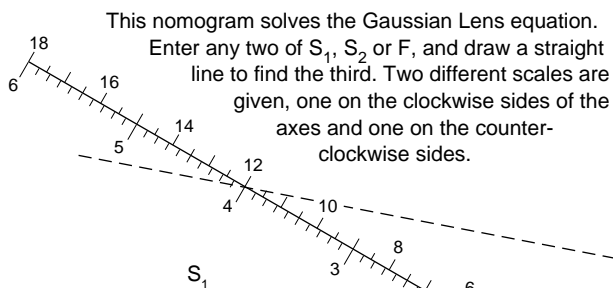 This nomogram solves the Gaussian Lens equation.
Enter any two of S₁, S₂ or F, and draw a straight
line to find the third. Two different scales are
given, one on the clockwise sides of the
axes and one on the counter-
clockwise sides.
18
6
16
5
14
12
4
10
3
8
S₁